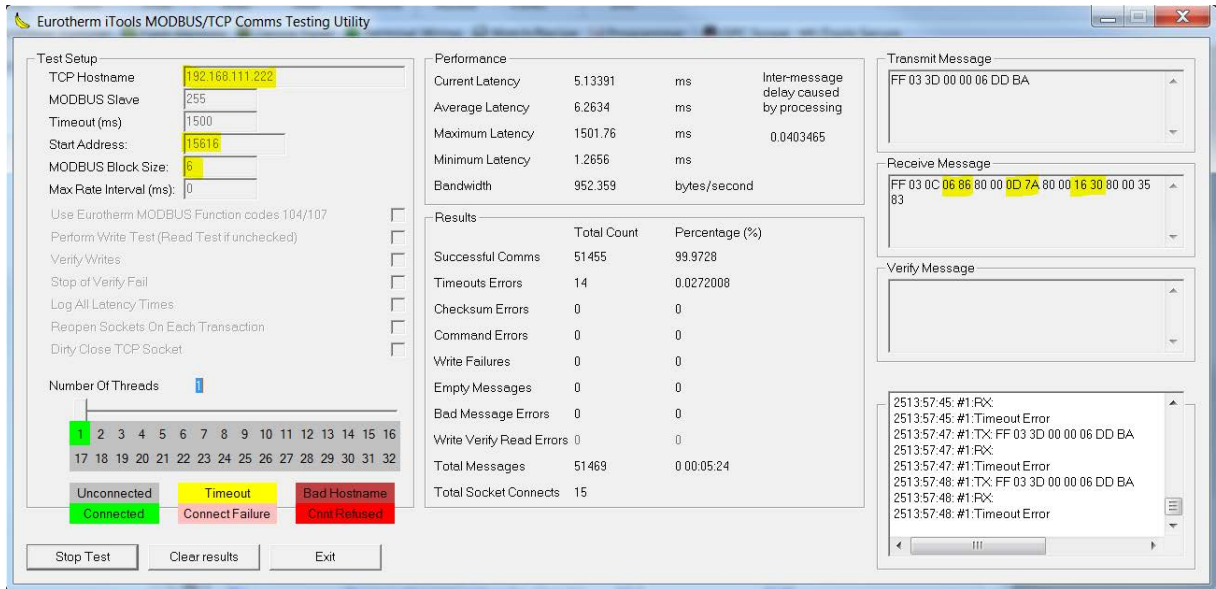 Eurotherm iTools MODBUS/TCP Comms Testing Utility
Test Setup
TCP Hostname 192.168.111.222
MODBUS Slave 255
Timeout (ms) 1500
Start Address: 15616
MODBUS Block Size: 6
Max Rate Interval (ms): 0
Use Eurotherm MODBUS Function codes 104/107
Perform Write Test (Read Test if unchecked)
Verify Writes
Stop of Verify Fail
Log All Latency Times
Reopen Sockets On Each Transaction
Dirty Close TCP Socket
Number Of Threads 1
1 2 3 4 5 6 7 8 9 10 11 12 13 14 15 16
17 18 19 20 21 22 23 24 25 26 27 28 29 30 31 32
Unconnected Timeout Bad Hostname
Connected Connect Failure Cnnt Refused
Stop Test Clear results Exit
Performance
Current Latency 5.13391 ms
Average Latency 6.2634 ms
Maximum Latency 1501.76 ms
Minimum Latency 1.2656 ms
Bandwidth 952.359 bytes/second
Inter-message
delay caused
by processing
0.0403465
Results
Total Count Percentage (%)
Successful Comms 51455 99.9728
Timeouts Errors 14 0.0272008
Checksum Errors 0 0
Command Errors 0 0
Write Failures 0 0
Empty Messages 0 0
Bad Message Errors 0 0
Write Verify Read Errors 0 0
Total Messages 51469 0 00:05:24
Total Socket Connects 15
Transmit Message
FF 03 3D 00 00 06 DD BA
Receive Message
FF 03 0C 06 86 80 00 0D 7A 80 00 16 30 80 00 35
83
Verify Message
2513:57:45: #1:RX:
2513:57:45: #1:Timeout Error
2513:57:47: #1:TX: FF 03 3D 00 00 06 DD BA
2513:57:47: #1:RX:
2513:57:47: #1:Timeout Error
2513:57:48: #1:TX: FF 03 3D 00 00 06 DD BA
2513:57:48: #1:RX:
2513:57:48: #1:Timeout Error